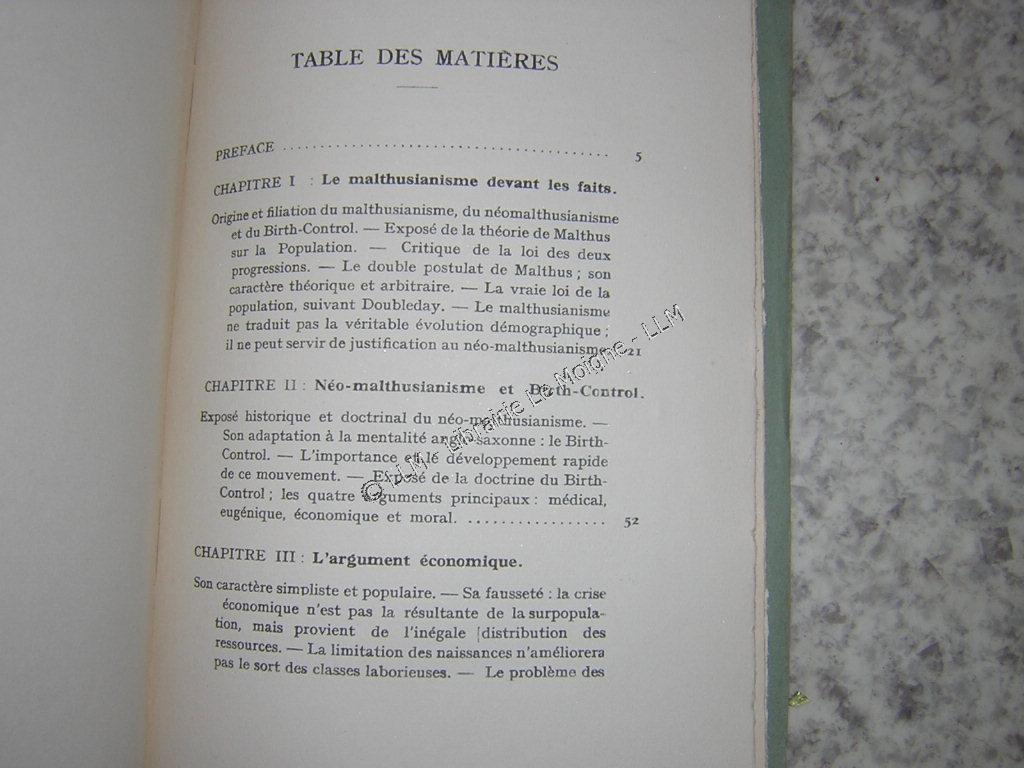 TABLE DES MATIÈRES
PREFACE ........................................ 5
CHAPITRE I : Le malthusianisme devant les faits.
Origine et filiation du malthusianisme, du néomalthusianisme
et du Birth-Control. — Exposé de la théorie de Malthus
sur la Population. — Critique de la loi des deux
progressions. — Le double postulat de Malthus ; son
caractère théorique et arbitraire. — La vraie loi de la
population, suivant Doubleday. — Le malthusianisme
ne traduit pas la véritable évolution démographique ;
il ne peut servir de justification au néo-malthusianisme. 21
CHAPITRE II : Néo-malthusianisme et Birth-Control.
Exposé historique et doctrinal du néo-malthusianisme. —
Son adaptation à la mentalité anglo-saxonne : le Birth-
Control. — L'importance et le développement rapide
de ce mouvement. — Exposé de la doctrine du Birth-
Control ; les quatre arguments principaux : médical,
eugénique, économique et moral. ................. 52
CHAPITRE III : L'argument économique.
Son caractère simpliste et populaire. — Sa fausseté : la crise
économique n'est pas la résultante de la surpopula-
tion, mais provient de l'inégale distribution des
ressources. — La limitation des naissances n'améliorera
pas le sort des classes laborieuses. — Le problème des
© LLM - Librairie Le Moigne - LLM